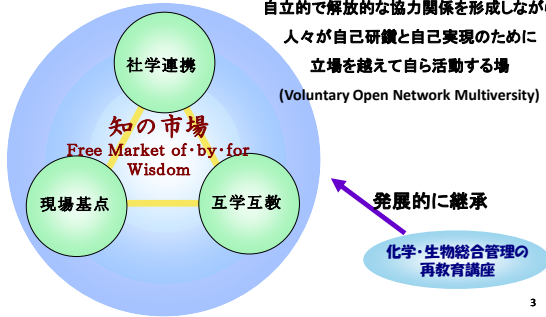 自立的で解放的な協力関係を形成しなが
人々が自己研鑽と自己実現のために
立場を越えて自ら活動する場
(Voluntary Open Network Multiversity)
社学連携
知の市場
Free Market of・by・for
Wisdom
現場基点
互学互教
発展的に継承
化学・生物総合管理の
再教育講座
3